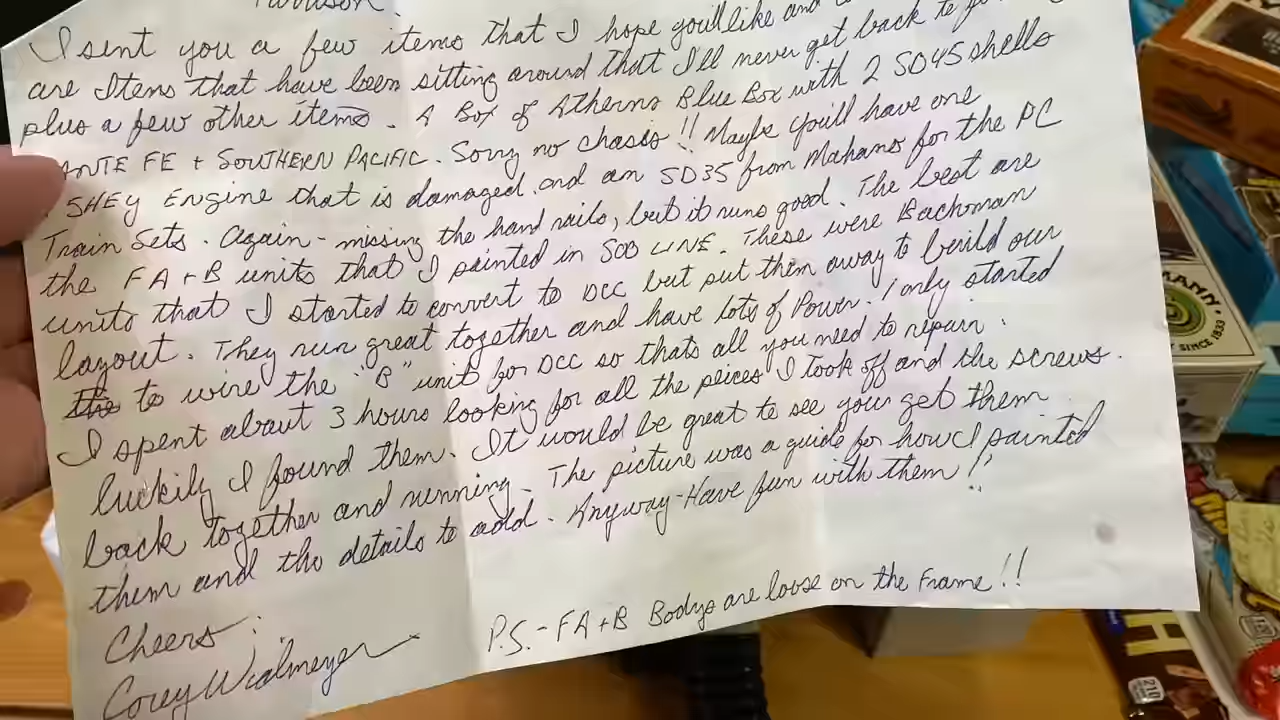 I sent you a few items that I hope you'll like and
are Items that have been sitting around that I'll never get back to
plus a few other items. A Box of Atherns Blue Box with 2 SD45 shells
ANTE FE + SOUTHERN PACIFIC. Sorry no chasis!! Maybe you'll have one
SHEY Engine that is damaged. and an SD35 from Mahano for the PC
Train Sets. Again - missing the hand rails, but it runs good. The best are
the FA+B units that I painted in SOO LINE. These were Bachman
units that I started to convert to DCC but put them away to build our
layout. They run great together and have lots of Power. I only started
to wire the "B" unit for DCC so thats all you need to repair.
I spent about 3 hours looking for all the peices I took off and the screws.
luckily I found them. It would be great to see you get them
back together and running. The picture was a guide for how I painted
them and the details to add. Anyway-Have fun with them!!
Cheers:
Corey Wialmeyer
P.S.- FA+B Bodys are loose on the Frame!!
MANN
SINCE 1833
H
210